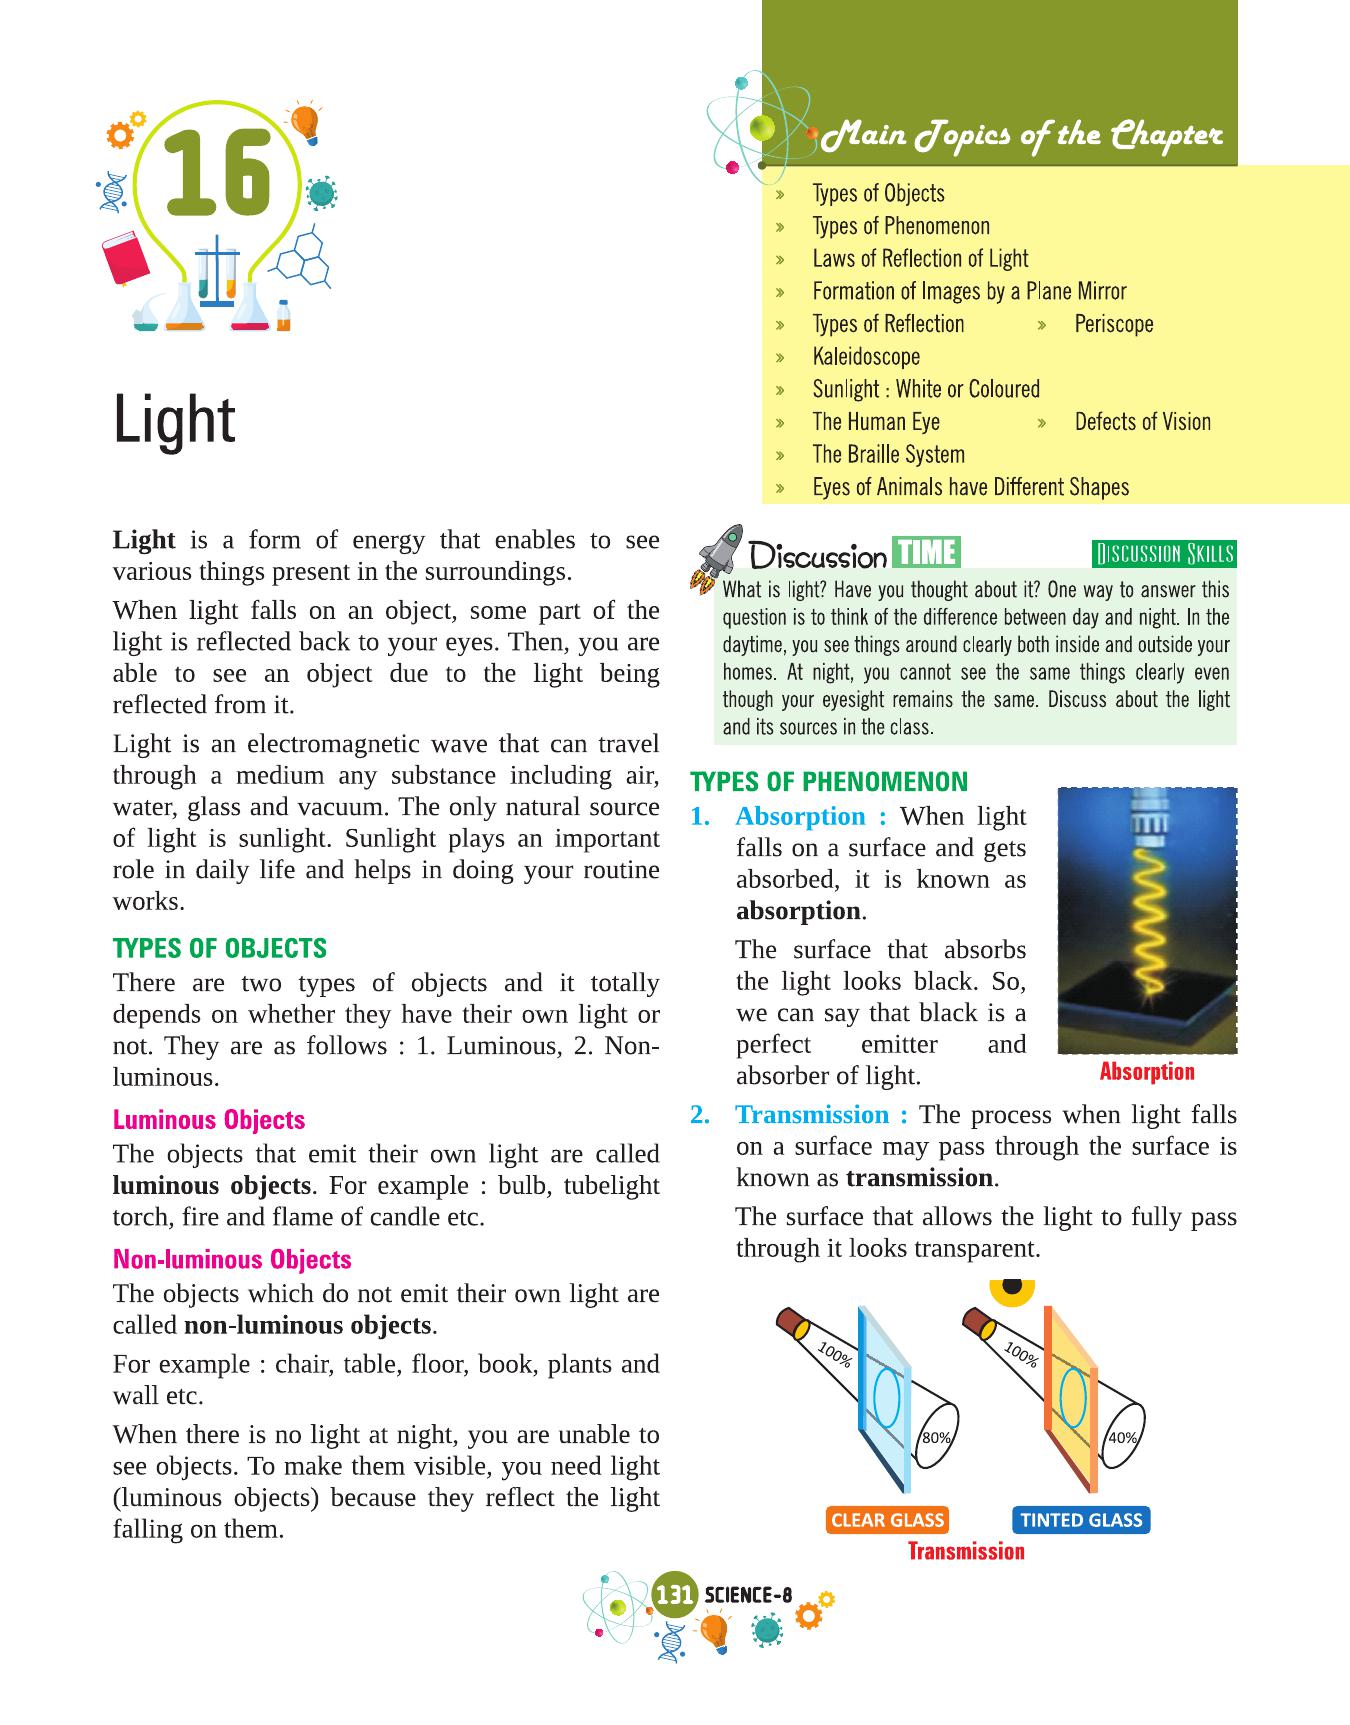 16
Main Topics of the Chapter
» Types of Objects
» Types of Phenomenon
» Laws of Reflection of Light
» Formation of Images by a Plane Mirror
» Types of Reflection » Periscope
» Kaleidoscope
» Sunlight : White or Coloured
» The Human Eye » Defects of Vision
» The Braille System
» Eyes of Animals have Different Shapes
Light
Light is a form of energy that enables to see
various things present in the surroundings.
When light falls on an object, some part of the
light is reflected back to your eyes. Then, you are
able to see an object due to the light being
reflected from it.
Light is an electromagnetic wave that can travel
through a medium any substance including air,
water, glass and vacuum. The only natural source
of light is sunlight. Sunlight plays an important
role in daily life and helps in doing your routine
works.
TYPES OF OBJECTS
There are two types of objects and it totally
depends on whether they have their own light or
not. They are as follows : 1. Luminous, 2. Non-
luminous.
Luminous Objects
The objects that emit their own light are called
luminous objects. For example : bulb, tubelight
torch, fire and flame of candle etc.
Non-luminous Objects
The objects which do not emit their own light are
called non-luminous objects.
For example : chair, table, floor, book, plants and
wall etc.
When there is no light at night, you are unable to
see objects. To make them visible, you need light
(luminous objects) because they reflect the light
falling on them.
Discussion TIME DISCUSSION SKILLS
What is light? Have you thought about it? One way to answer this
question is to think of the difference between day and night. In the
daytime, you see things around clearly both inside and outside your
homes. At night, you cannot see the same things clearly even
though your eyesight remains the same. Discuss about the light
and its sources in the class.
TYPES OF PHENOMENON
1. Absorption : When light
falls on a surface and gets
absorbed, it is known as
absorption.
The surface that absorbs
the light looks black. So,
we can say that black is a
perfect emitter and
absorber of light.
Absorption
2. Transmission : The process when light falls
on a surface may pass through the surface is
known as transmission.
The surface that allows the light to fully pass
through it looks transparent.
100% 100%
80% 40%
CLEAR GLASS TINTED GLASS
Transmission
131 SCIENCE-8